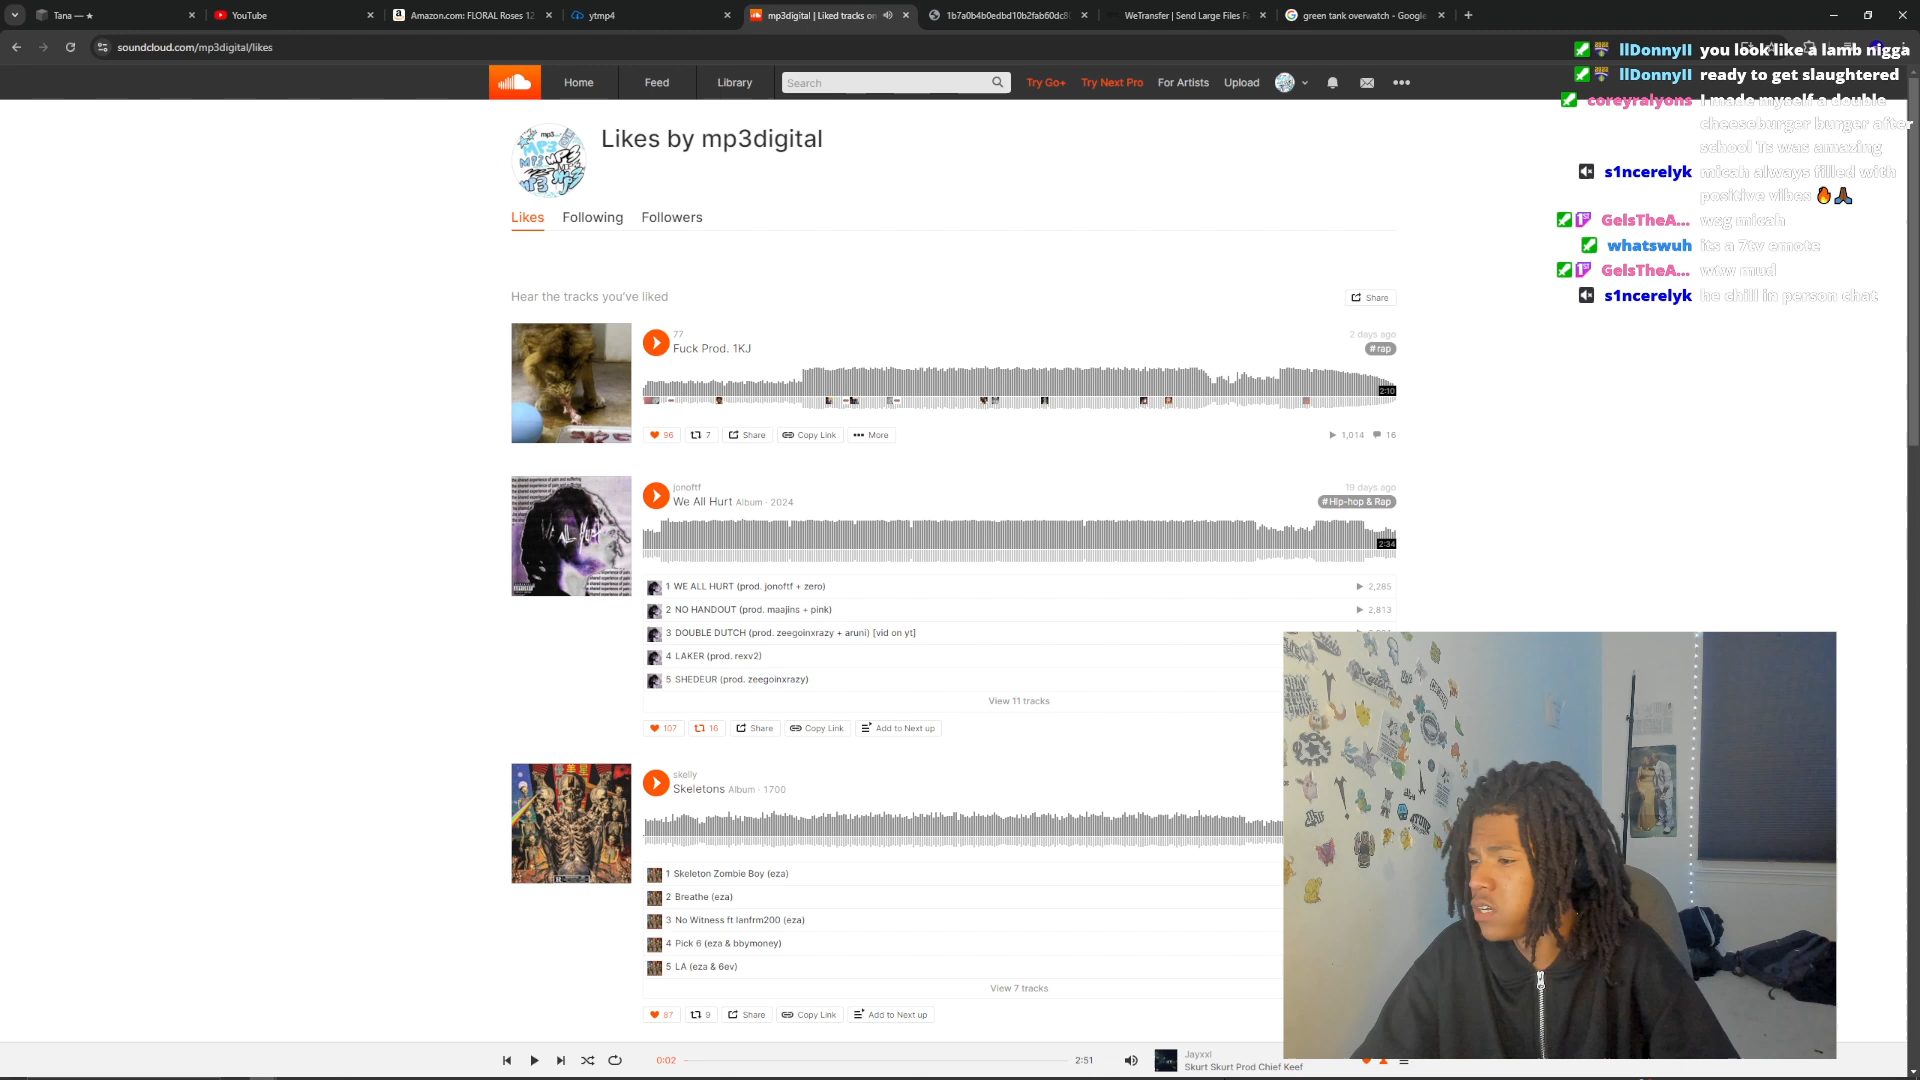 Tana — ★
YouTube
Amazon.com: FLORAL Roses 12
ytmp4
mp3digital | Liked tracks on
1b7a0b4b0edbd10b2fab60dc8
WeTransfer | Send Large Files Fa
green tank overwatch - Google
soundcloud.com/mp3digital/likes
Home
Feed
Library
Search
Try Go+
Try Next Pro
For Artists
Upload
llDonnyll you look like a lamb nigga
llDonnyll ready to get slaughtered
coreyralyons I made myself a double
cheeseburger burger after
school Ts was amazing
s1ncerelyk micah always filled with
positive vibes 🔥🙏🏾
GelsTheA... wsg micah
whatswuh its a 7tv emote
GelsTheA... wtw mud
s1ncerelyk he chill in person chat
Likes by mp3digital
Likes
Following
Followers
Hear the tracks you've liked
Share
77
2 days ago
Fuck Prod. 1KJ
#rap
2:10
96
7
Share
Copy Link
More
1,014
16
jonoftf
19 days ago
We All Hurt Album · 2024
#Hip-hop & Rap
2:34
1 WE ALL HURT (prod. jonoftf + zero)
2,285
2 NO HANDOUT (prod. maajins + pink)
2,813
3 DOUBLE DUTCH (prod. zeegoinxrazy + aruni) [vid on yt]
4 LAKER (prod. rexv2)
5 SHEDEUR (prod. zeegoinxrazy)
View 11 tracks
107
16
Share
Copy Link
Add to Next up
skelly
Skeletons Album · 1700
1 Skeleton Zombie Boy (eza)
2 Breathe (eza)
3 No Witness ft lanfrm200 (eza)
4 Pick 6 (eza & bbymoney)
5 LA (eza & 6ev)
View 7 tracks
87
9
Share
Copy Link
Add to Next up
0:02
2:51
Jayxxl
Skurt Skurt Prod Chief Keef